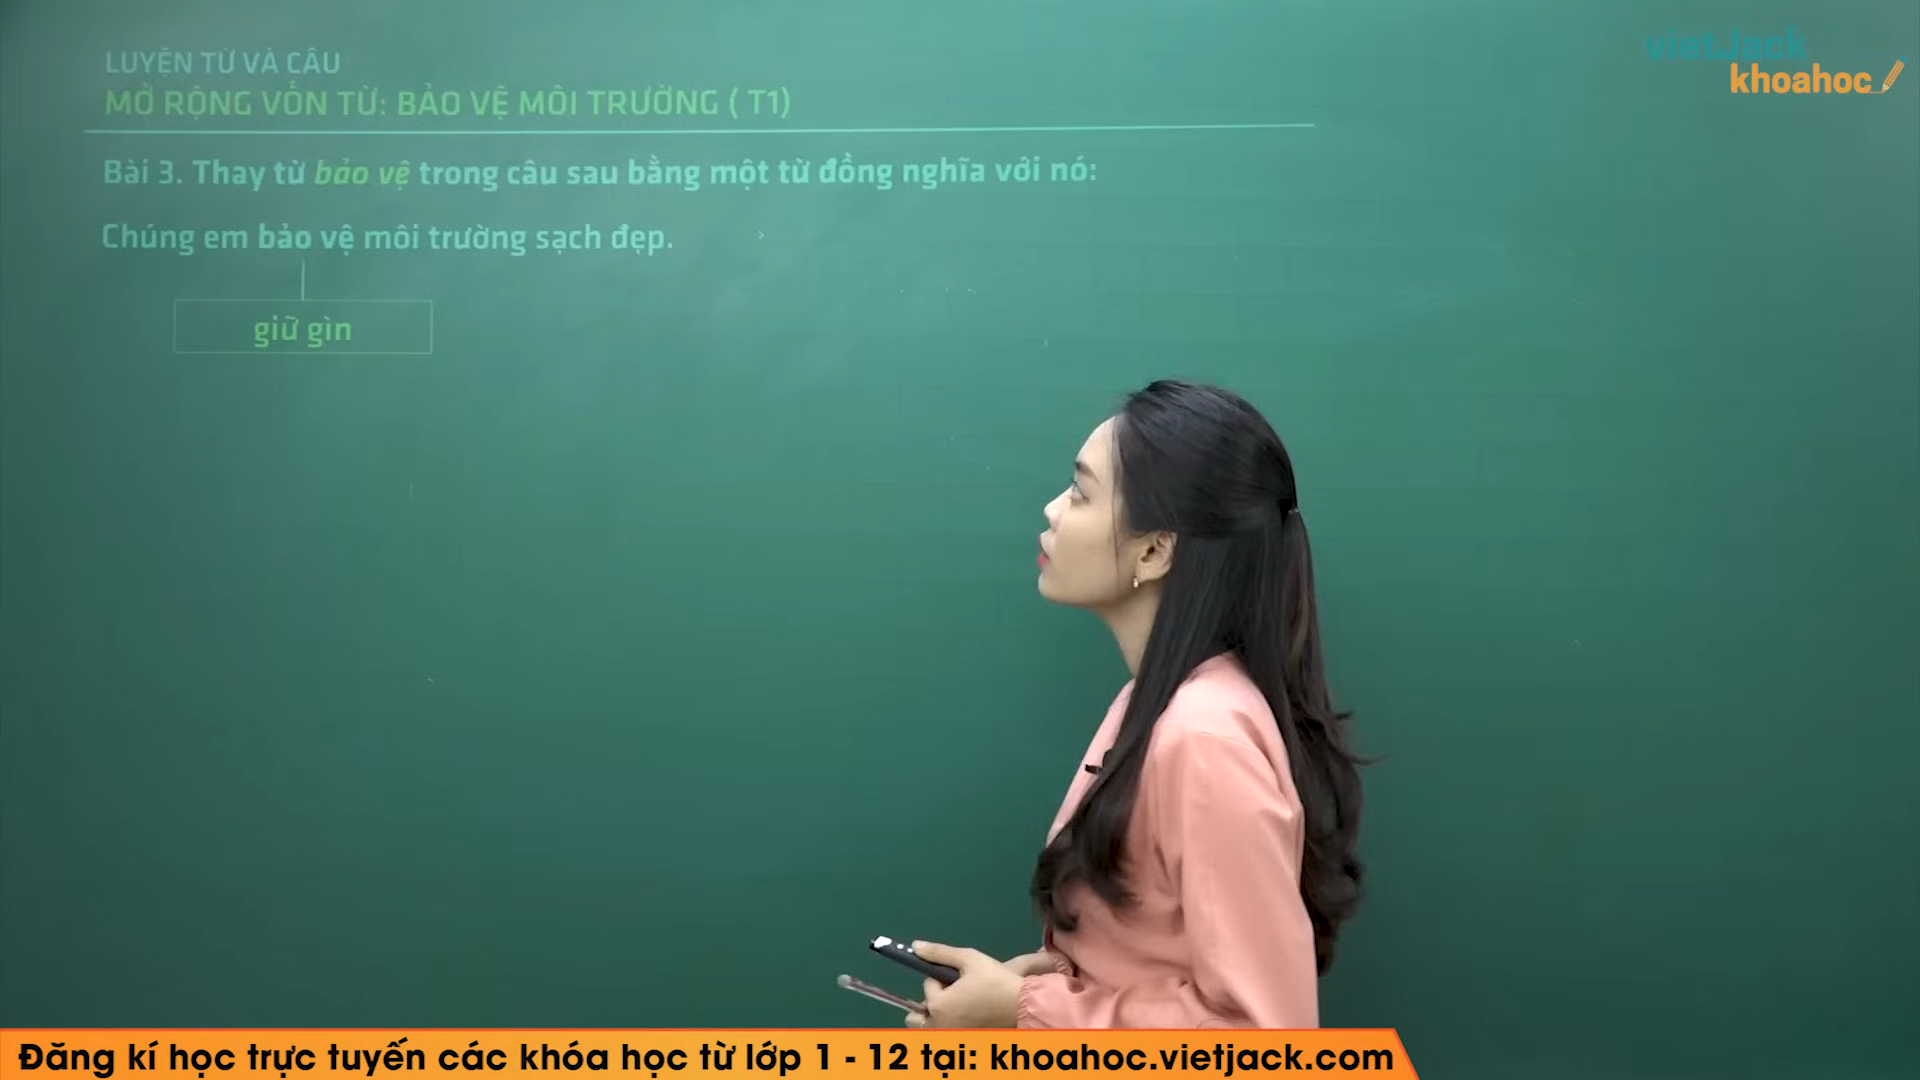 LUYỆN TỪ VÀ CÂU
MỞ RỘNG VỐN TỪ: BẢO VỆ MÔI TRƯỜNG ( T1)
Bài 3. Thay từ bảo vệ trong câu sau bằng một từ đồng nghĩa với nó:
Chúng em bảo vệ môi trường sạch đẹp.
giữ gìn
vietJack
khoahoc
Đăng kí học trực tuyến các khóa học từ lớp 1 - 12 tại: khoahoc.vietjack.com